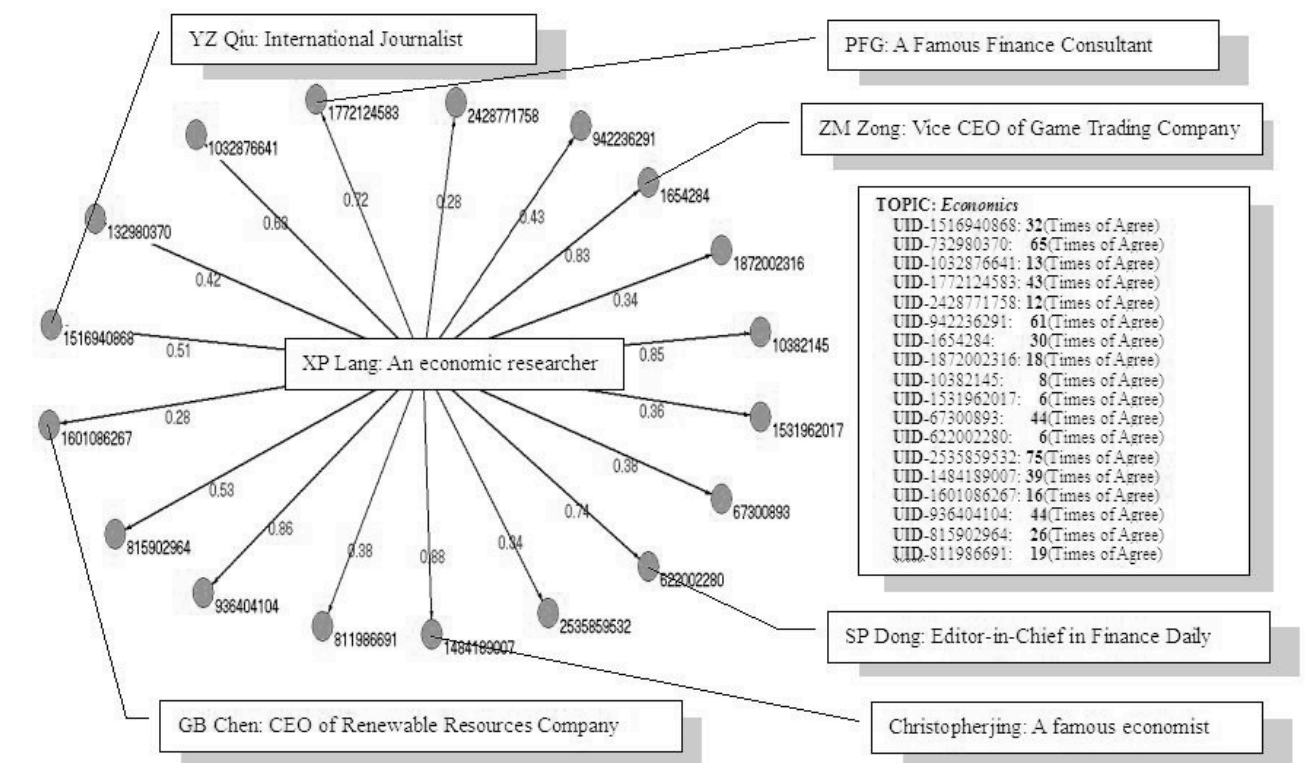 YZ Qiu: International Journalist
PFG: A Famous Finance Consultant
1772124583
2428771758
942236291
1032876641
ZM Zong: Vice CEO of Game Trading Company
1654284
0.72
0.28
0.43
0.63
0.83
132980370
1872002316
0.42
0.34
1516940868
0.51
XP Lang: An economic researcher
0.85
10382145
1601086267
0.28
0.36
1531962017
0.53
0.38
67300893
0.86
0.74
815902964
0.38
0.88
0.34
622002280
936404104
811986691
1484189007
2535859532
TOPIC: Economics
UID-1516940868: 32(Times of Agree)
UID-732980370: 65(Times of Agree)
UID-1032876641: 13(Times of Agree)
UID-1772124583: 43(Times of Agree)
UID-2428771758: 12(Times of Agree)
UID-942236291: 61(Times of Agree)
UID-1654284: 30(Times of Agree)
UID-1872002316: 18(Times of Agree)
UID-10382145: 8(Times of Agree)
UID-1531962017: 6(Times of Agree)
UID-67300893: 44(Times of Agree)
UID-622002280: 6(Times of Agree)
UID-2535859532: 75(Times of Agree)
UID-1484189007: 39(Times of Agree)
UID-1601086267: 16(Times of Agree)
UID-936404104: 44(Times of Agree)
UID-815902964: 26(Times of Agree)
UID-811986691: 19(Times of Agree)
SP Dong: Editor-in-Chief in Finance Daily
GB Chen: CEO of Renewable Resources Company
Christopherjing: A famous economist